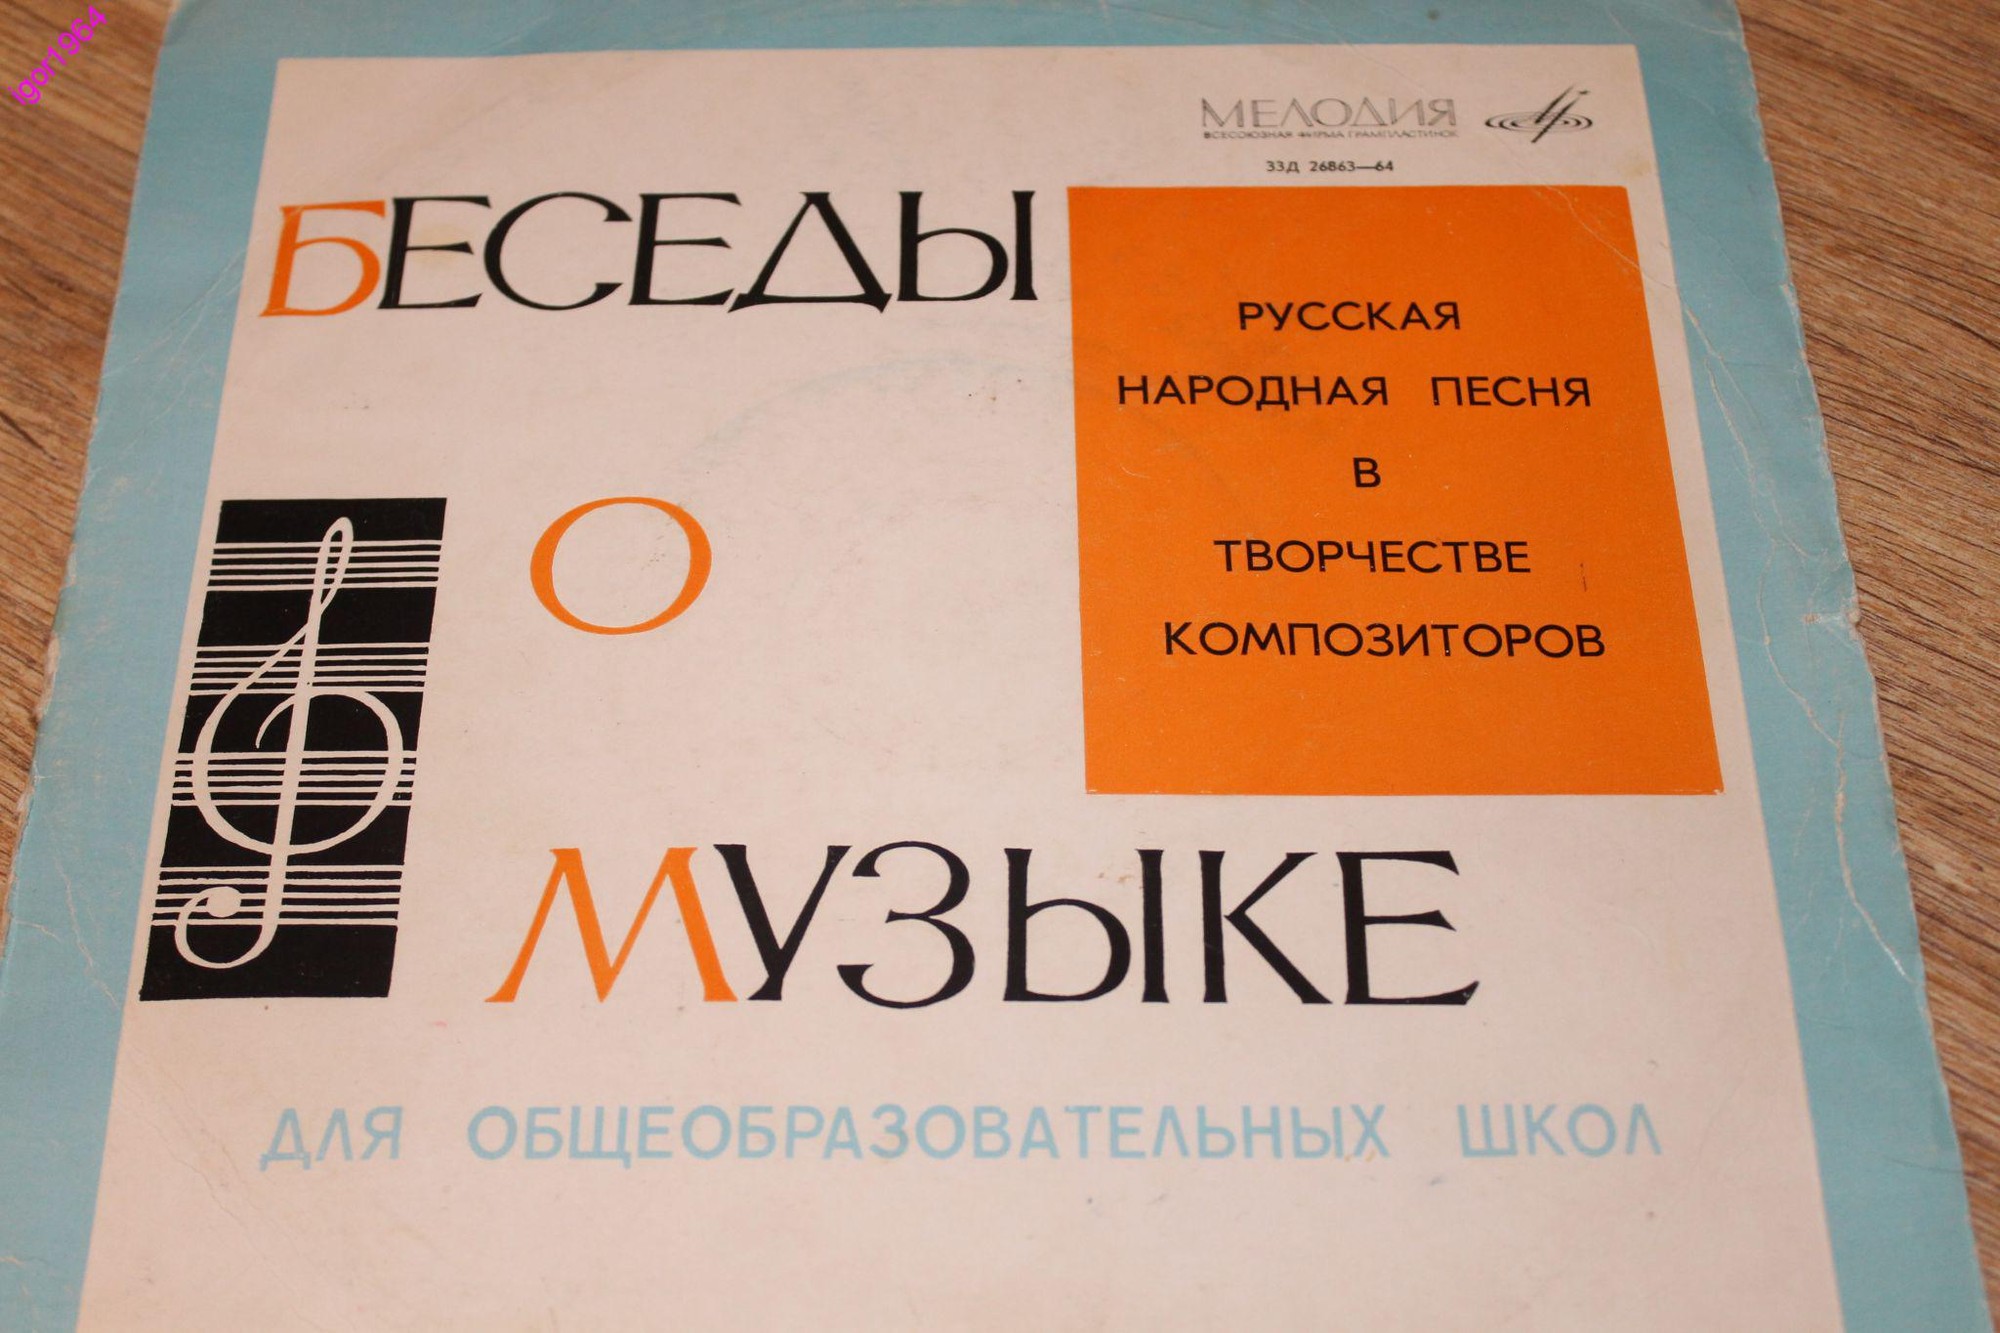 igor1964
МЕЛОДИЯ
ВСЕСОЮЗНАЯ ФИРМА ГРАМПЛАСТИНОК
33Д 26863—64
БЕСЕДЫ
О
МУЗЫКЕ
РУССКАЯ
НАРОДНАЯ ПЕСНЯ
В
ТВОРЧЕСТВЕ
КОМПОЗИТОРОВ
ДЛЯ ОБЩЕОБРАЗОВАТЕЛЬНЫХ ШКОЛ